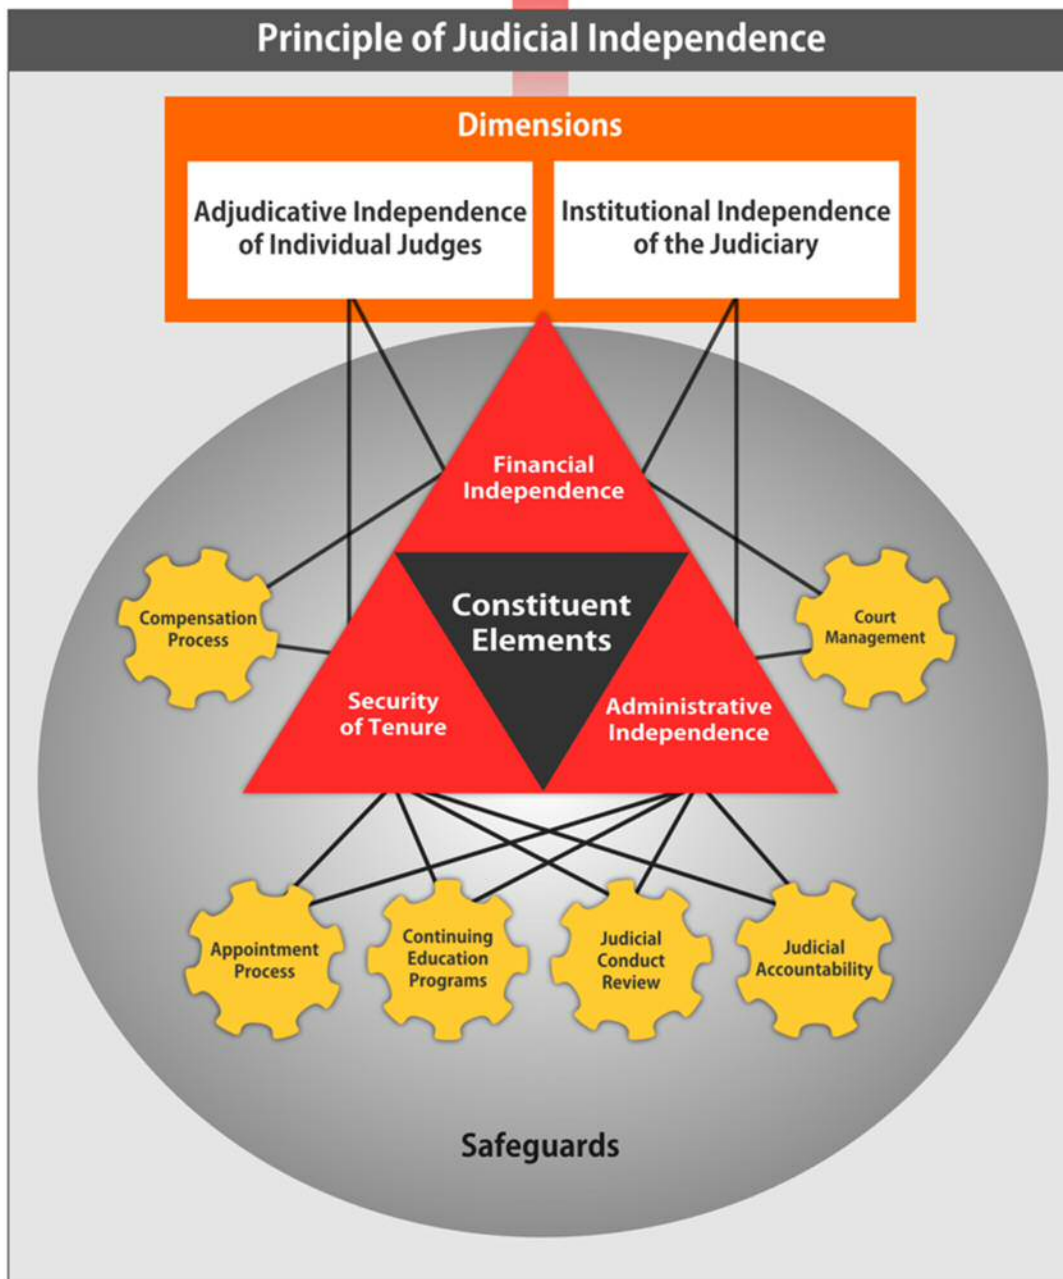 Principle of Judicial Independence
Dimensions
Adjudicative Independence
of Individual Judges
Institutional Independence
of the Judiciary
Financial
Independence
Constituent
Elements
Compensation
Process
Court
Management
Security
of Tenure
Administrative
Independence
Appointment
Process
Continuing
Education
Programs
Judicial
Conduct
Review
Judicial
Accountability
Safeguards